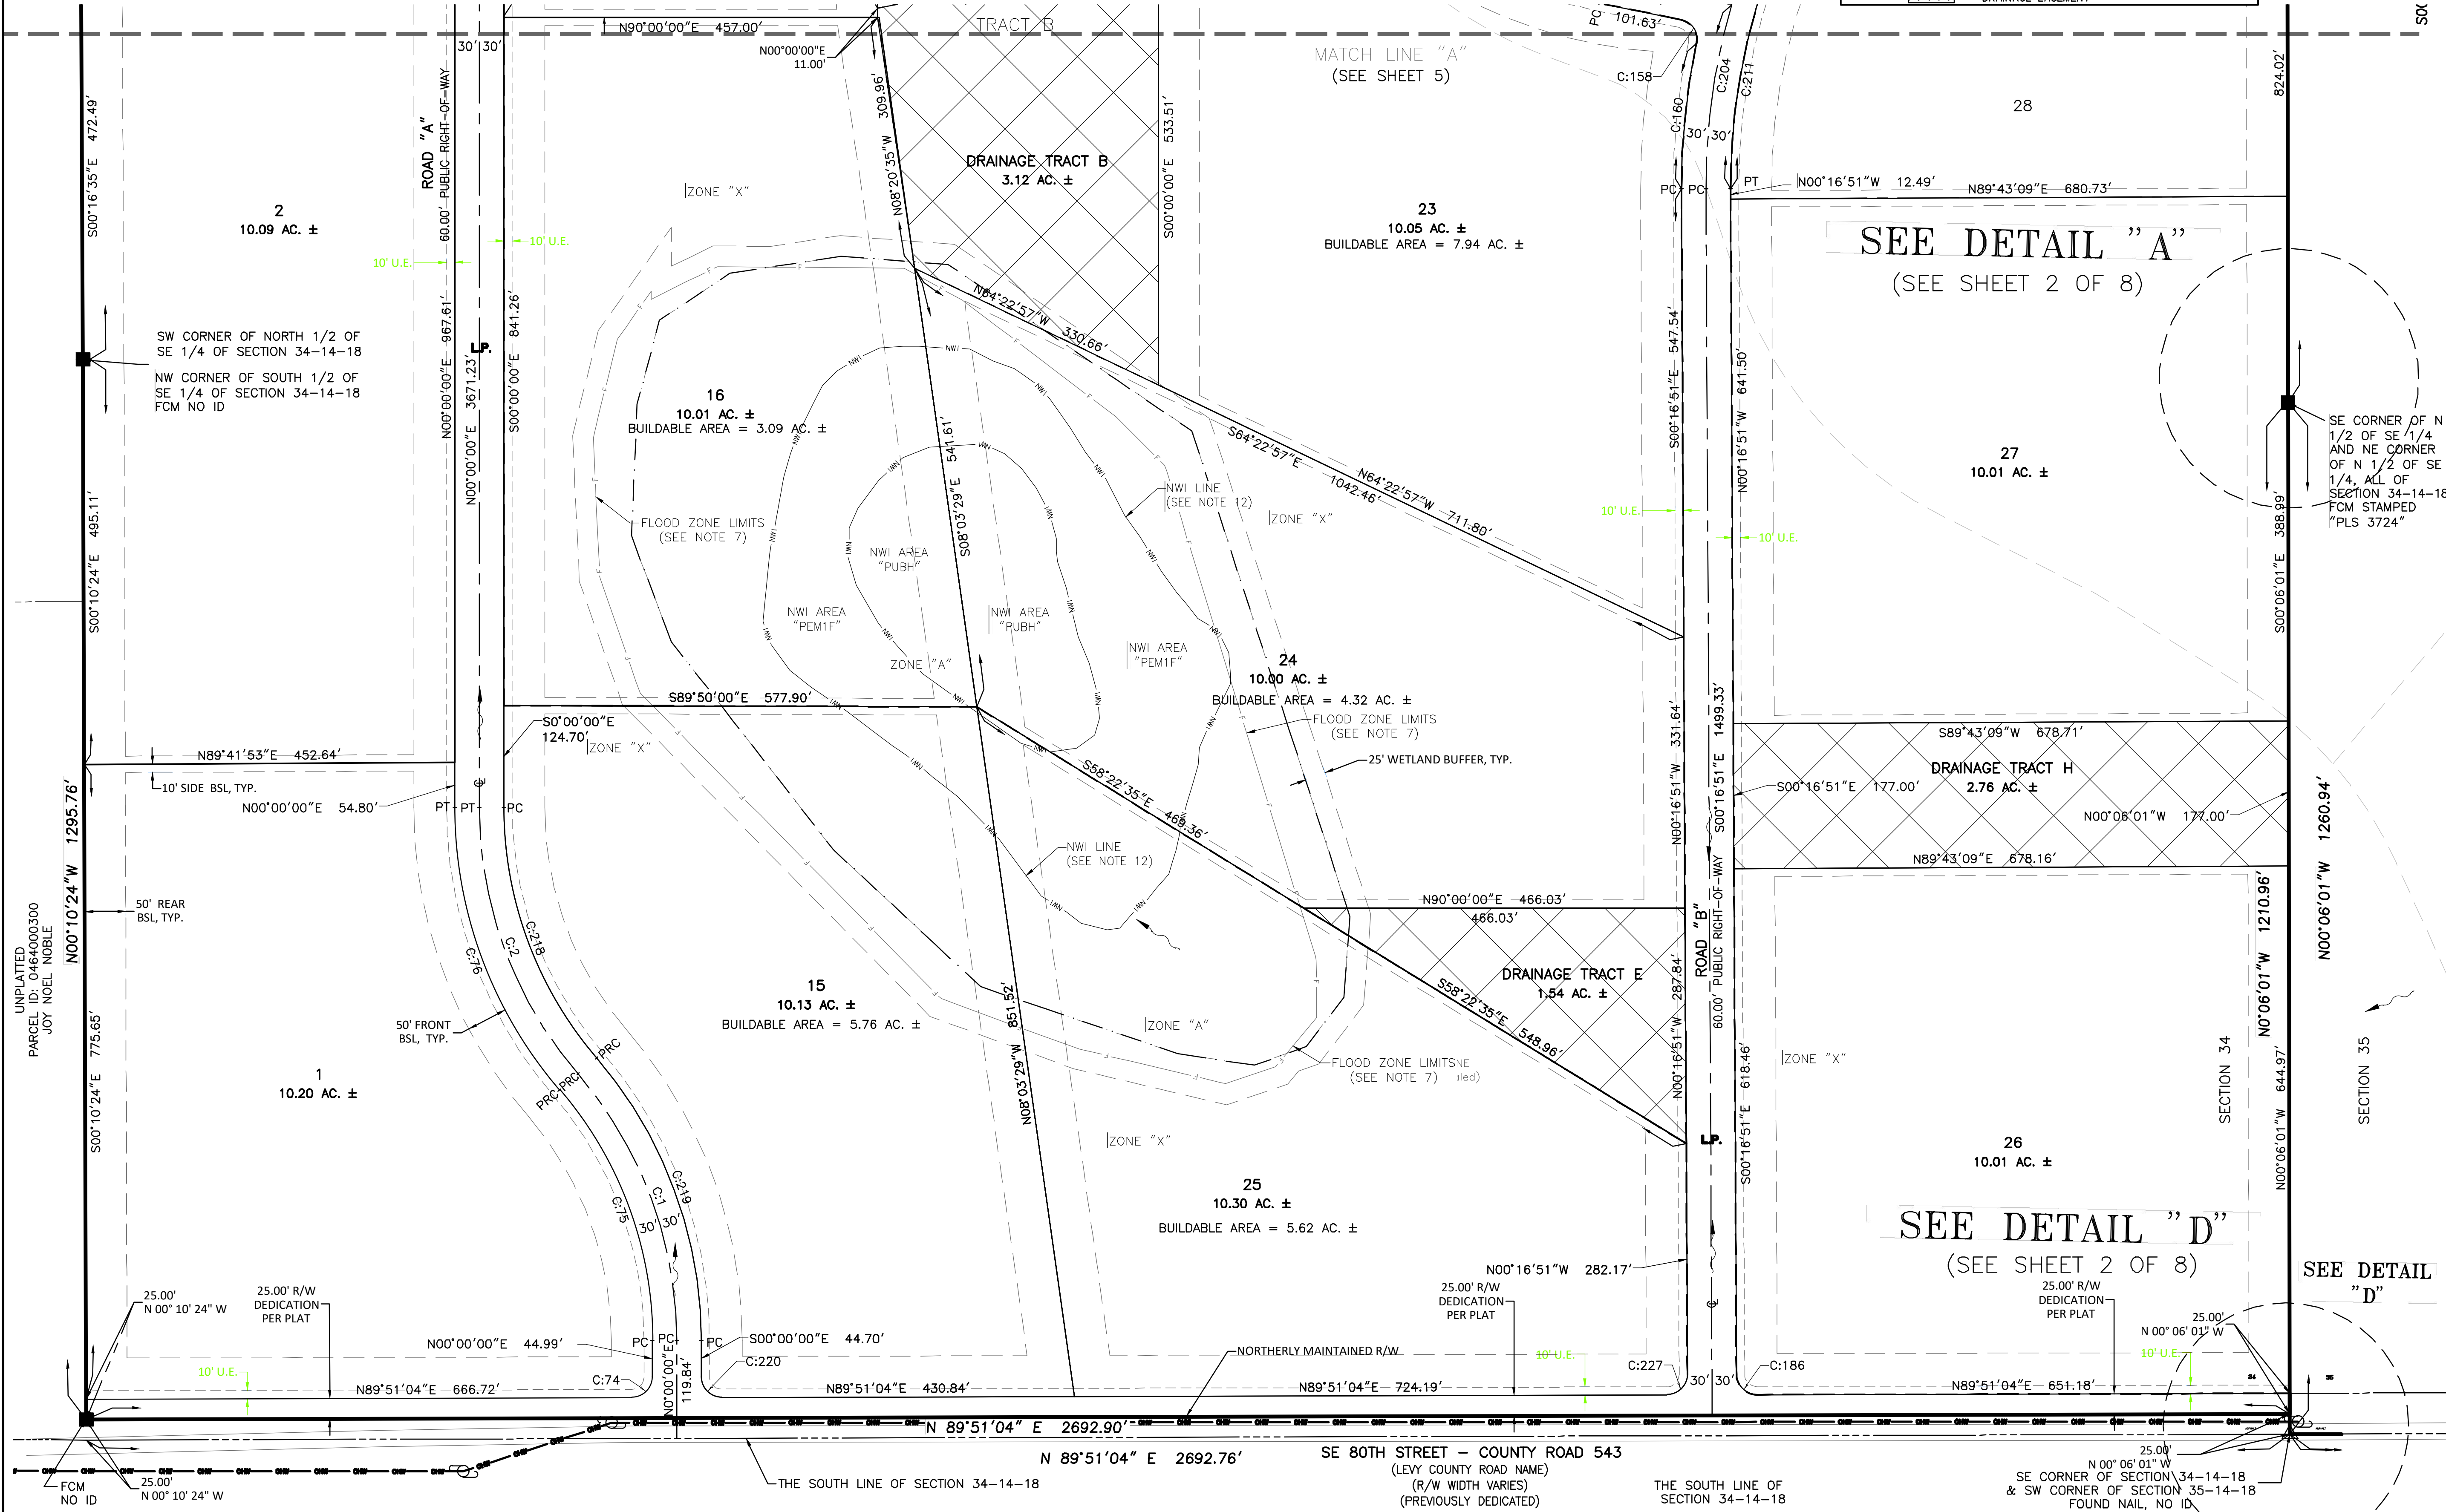 DRAINAGE EASEMENT
N90°00'00"E 457.00'
TRACT B
30' 30'
N00°00'00"E
11.00'
MATCH LINE "A"
(SEE SHEET 5)
PC
101.63'
C:158
C:160
C:204
C:211
30' 30'
28
824.02'
S00°16'35"E 472.49'
ROAD "A"
60.00' PUBLIC RIGHT-OF-WAY
N08°20'35"W 309.96'
S00°00'00"E 533.51'
DRAINAGE TRACT B
3.12 AC. ±
ZONE "X"
PC
PC
PT
N00°16'51"W 12.49'
N89°43'09"E 680.73'
2
10.09 AC. ±
23
10.05 AC. ±
BUILDABLE AREA = 7.94 AC. ±
SEE DETAIL "A"
(SEE SHEET 2 OF 8)
10' U.E.
10' U.E.
N00°00'00"E 967.61'
N00°00'00"E 3671.23'
S00°00'00"E 841.26'
L.P.
N64°22'57"W 330.66'
S00°16'51"E 547.54'
N00°16'51"W 641.50'
SW CORNER OF NORTH 1/2 OF
SE 1/4 OF SECTION 34-14-18
NW CORNER OF SOUTH 1/2 OF
SE 1/4 OF SECTION 34-14-18
FCM NO ID
16
10.01 AC. ±
BUILDABLE AREA = 3.09 AC. ±
S08°03'29"E 541.61'
S64°22'57"E
1042.46'
N64°22'57"W 711.80'
27
10.01 AC. ±
SE CORNER OF N
1/2 OF SE 1/4
AND NE CORNER
OF N 1/2 OF SE
1/4, ALL OF
SECTION 34-14-18
FCM STAMPED
"PLS 3724"
S00°10'24"E 495.11'
FLOOD ZONE LIMITS
(SEE NOTE 7)
NWI LINE
(SEE NOTE 12)
ZONE "X"
10' U.E.
10' U.E.
S00°06'01"E 388.99'
NWI AREA
"PUBH"
NWI AREA
"PEM1F"
NWI AREA
"PUBH"
NWI AREA
"PEM1F"
ZONE "A"
24
10.00 AC. ±
BUILDABLE AREA = 4.32 AC. ±
S89°50'00"E 577.90'
S0°00'00"E
124.70'
ZONE "X"
FLOOD ZONE LIMITS
(SEE NOTE 7)
25' WETLAND BUFFER, TYP.
N00°16'51"W 331.64'
S00°16'51"E 1499.33'
S89°43'09"W 678.71'
DRAINAGE TRACT H
2.76 AC. ±
S00°16'51"E 177.00'
N00°06'01"W 177.00'
N89°43'09"E 678.16'
N89°41'53"E 452.64'
10' SIDE BSL, TYP.
N00°00'00"E 54.80'
PT
PT
PC
S58°22'35"E 469.36'
NWI LINE
(SEE NOTE 12)
N00°10'24"W 1295.76'
50' REAR
BSL, TYP.
UNPLATTED
PARCEL ID: 0464000300
JOY NOEL NOBLE
C:76
C:2
C:218
N90°00'00"E 466.03'
466.03'
DRAINAGE TRACT E
1.54 AC. ±
ROAD "B"
60.00' PUBLIC RIGHT-OF-WAY
N00°16'51"W 287.84'
N0°06'01"W 1210.96'
N00°06'01"W 1260.94'
15
10.13 AC. ±
BUILDABLE AREA = 5.76 AC. ±
N08°03'29"W 851.52'
S58°22'35"E 548.96'
ZONE "A"
FLOOD ZONE LIMITS
(SEE NOTE 7)
50' FRONT
BSL, TYP.
PRC
PRC
PRC
S00°10'24"E 775.65'
1
10.20 AC. ±
ZONE "X"
ZONE "X"
SECTION 34
SECTION 35
L.P.
S00°16'51"E 618.46'
N00°06'01"W 644.97'
26
10.01 AC. ±
25
10.30 AC. ±
BUILDABLE AREA = 5.62 AC. ±
C:75
C:1
C:219
30' 30'
SEE DETAIL "D"
(SEE SHEET 2 OF 8)
SEE DETAIL
"D"
25.00'
N 00° 10' 24" W
25.00' R/W
DEDICATION
PER PLAT
N00°16'51"W 282.17'
25.00' R/W
DEDICATION
PER PLAT
25.00' R/W
DEDICATION
PER PLAT
25.00'
N 00° 06' 01" W
N00°00'00"E 44.99'
PC
PC
PC
S00°00'00"E 44.70'
C:220
NORTHERLY MAINTAINED R/W
10' U.E.
C:227
C:186
10' U.E.
10' U.E.
N89°51'04"E 666.72'
C:74
N0°00'00"E
119.84'
N89°51'04"E 430.84'
N89°51'04"E 724.19'
30' 30'
N89°51'04"E 651.18'
34
35
N 89°51'04" E 2692.90'
N 89°51'04" E 2692.76'
SE 80TH STREET - COUNTY ROAD 543
(LEVY COUNTY ROAD NAME)
(R/W WIDTH VARIES)
(PREVIOUSLY DEDICATED)
FCM
NO ID
25.00'
N 00° 10' 24" W
THE SOUTH LINE OF SECTION 34-14-18
THE SOUTH LINE OF
SECTION 34-14-18
25.00'
N 00° 06' 01" W
SE CORNER OF SECTION 34-14-18
& SW CORNER OF SECTION 35-14-18
FOUND NAIL, NO ID